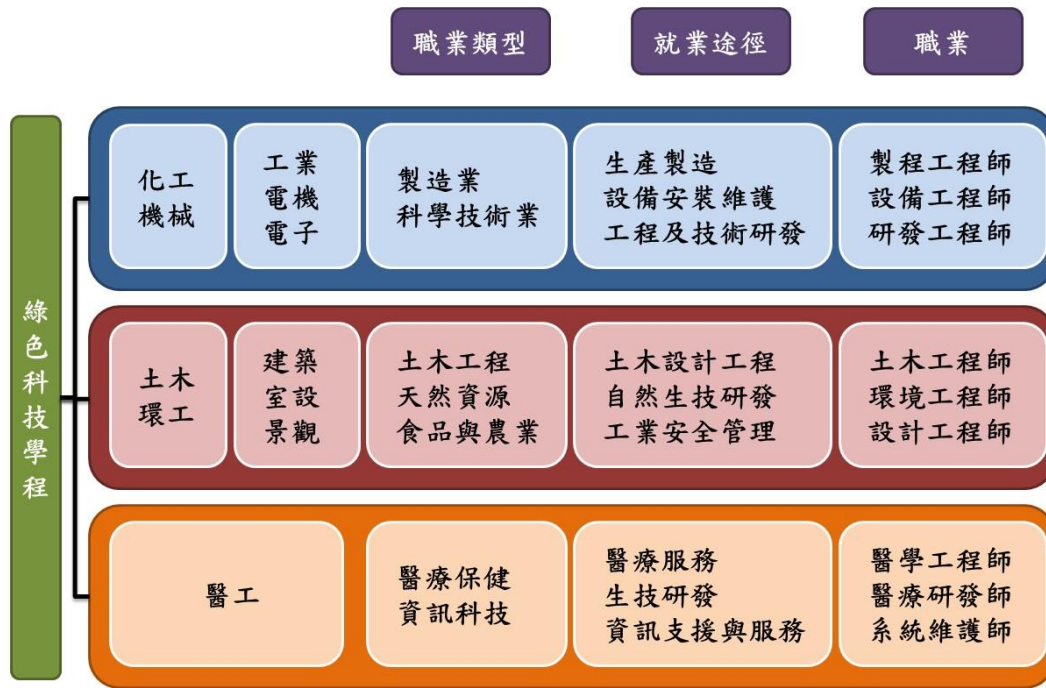 職業類型
就業途徑
職業
綠色科技學程
化工
機械
工業
電機
電子
製造業
科學技術業
生產製造
設備安裝維護
工程及技術研發
製程工程師
設備工程師
研發工程師
土木
環工
建築
室設
景觀
土木工程
天然資源
食品與農業
土木設計工程
自然生技研發
工業安全管理
土木工程師
環境工程師
設計工程師
醫工
醫療保健
資訊科技
醫療服務
生技研發
資訊支援與服務
醫學工程師
醫療研發師
系統維護師